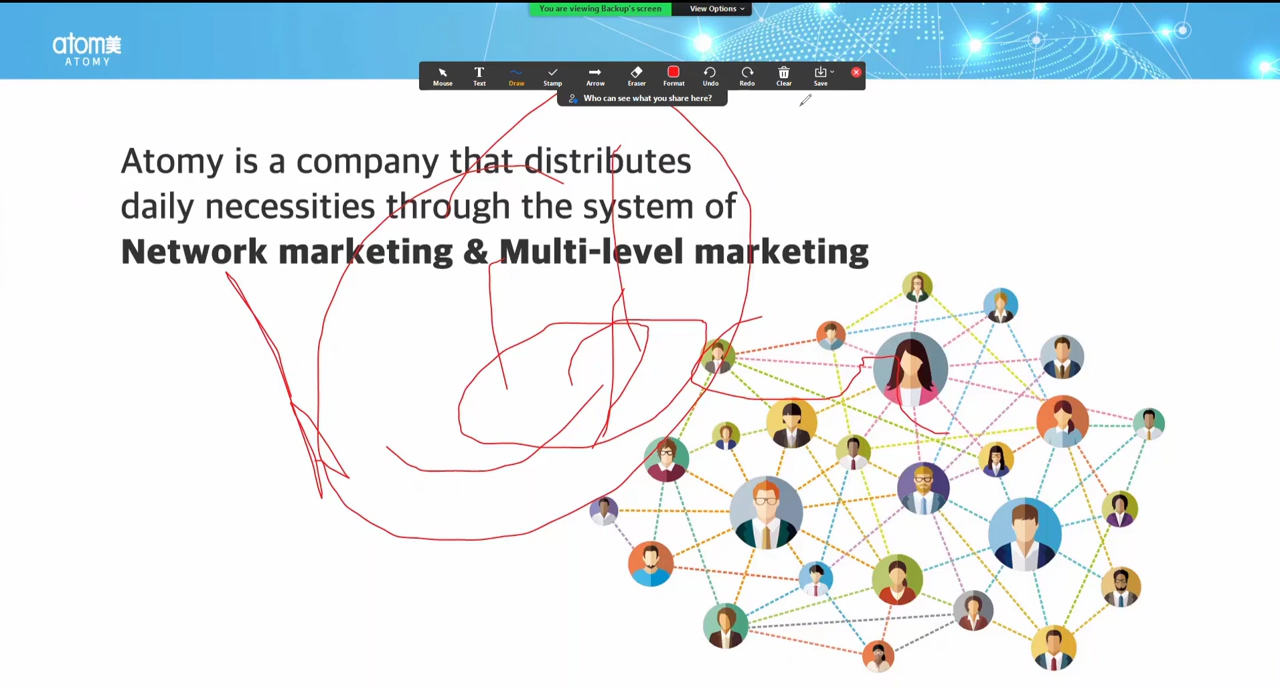 You are viewing Backup's screen
View Options
atom美
ATOMY
Mouse
Text
Draw
Stamp
Arrow
Eraser
Format
Undo
Redo
Clear
Save
Who can see what you share here?
Atomy is a company that distributes
daily necessities through the system of
Network marketing & Multi-level marketing